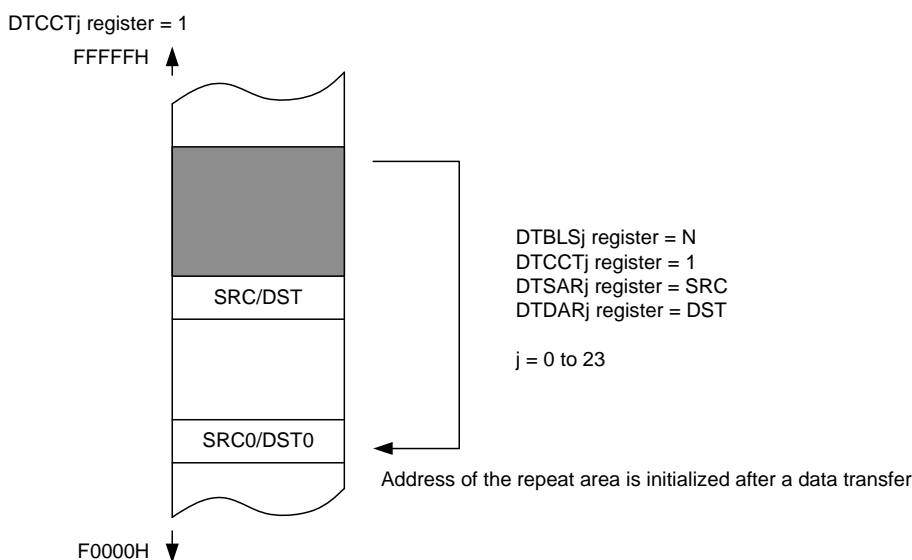 DTCCTj register = 1
FFFFFH
DTBLSj register = N
DTCCTj register = 1
DTSARj register = SRC
DTDARj register = DST
j = 0 to 23
SRC/DST
SRC0/DST0
Address of the repeat area is initialized after a data transfer
F0000H